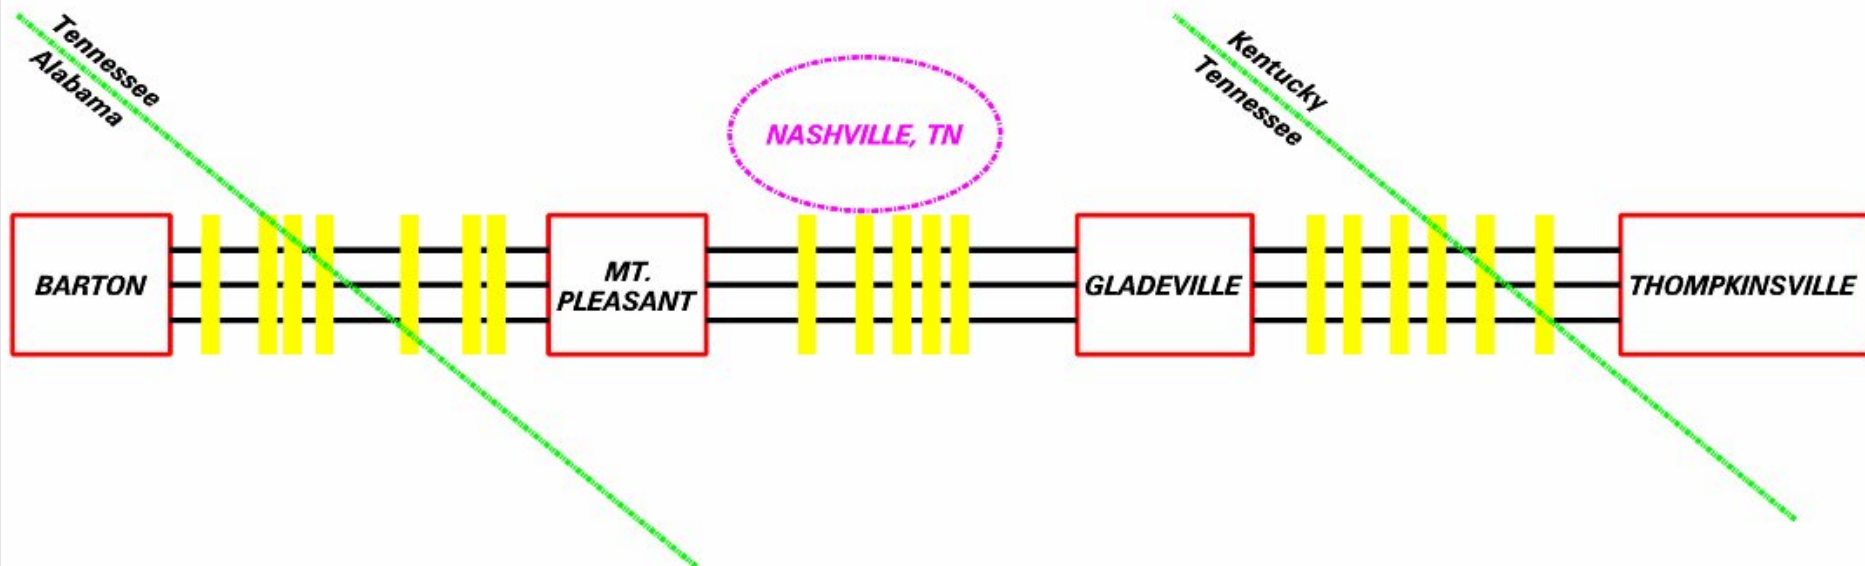 Tennessee
Alabama
NASHVILLE, TN
Kentucky
Tennessee
BARTON
MT.
PLEASANT
GLADEVILLE
THOMPKINSVILLE